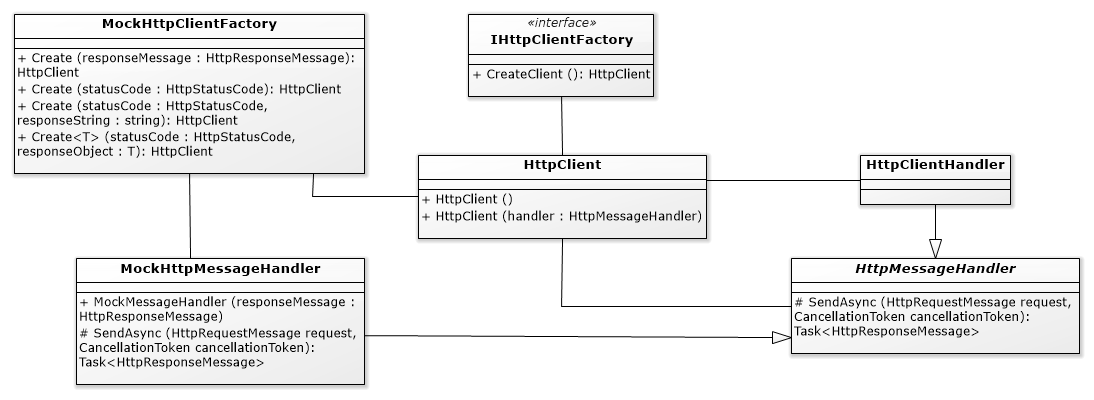 MockHttpClientFactory
+ Create (responseMessage : HttpResponseMessage):
HttpClient
+ Create (statusCode : HttpStatusCode): HttpClient
+ Create (statusCode : HttpStatusCode,
responseString : string): HttpClient
+ Create<T> (statusCode : HttpStatusCode,
responseObject : T): HttpClient
«interface»
IHttpClientFactory
+ CreateClient (): HttpClient
HttpClient
+ HttpClient ()
+ HttpClient (handler : HttpMessageHandler)
HttpClientHandler
MockHttpMessageHandler
+ MockMessageHandler (responseMessage :
HttpResponseMessage)
# SendAsync (HttpRequestMessage request,
CancellationToken cancellationToken):
Task<HttpResponseMessage>
HttpMessageHandler
# SendAsync (HttpRequestMessage request,
CancellationToken cancellationToken):
Task<HttpResponseMessage>